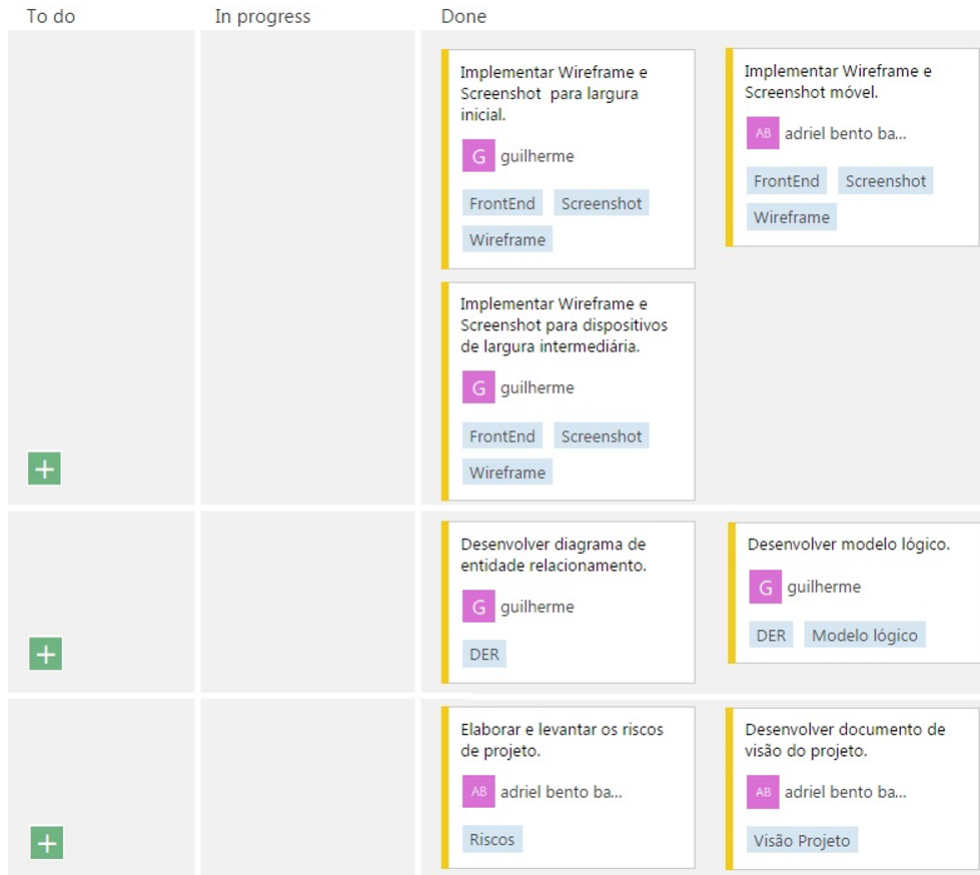 To do
In progress
Done
Implementar Wireframe e
Screenshot para largura
inicial.
G guilherme
FrontEnd Screenshot
Wireframe
Implementar Wireframe e
Screenshot móvel.
AB adriel bento ba...
FrontEnd Screenshot
Wireframe
Implementar Wireframe e
Screenshot para dispositivos
de largura intermediária.
G guilherme
FrontEnd Screenshot
Wireframe
Desenvolver diagrama de
entidade relacionamento.
G guilherme
DER
Desenvolver modelo lógico.
G guilherme
DER Modelo lógico
Elaborar e levantar os riscos
de projeto.
AB adriel bento ba...
Riscos
Desenvolver documento de
visão do projeto.
AB adriel bento ba...
Visão Projeto